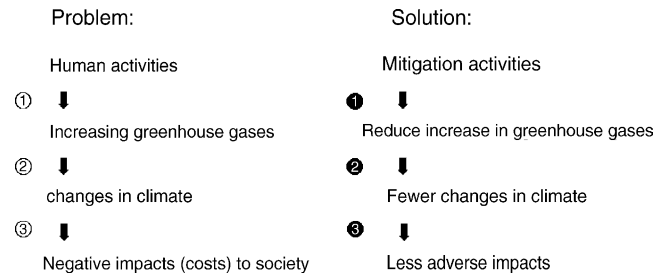 Problem:
Human activities
① ⬇
Increasing greenhouse gases
② ⬇
changes in climate
③ ⬇
Negative impacts (costs) to society
Solution:
Mitigation activities
❶ ⬇
Reduce increase in greenhouse gases
❷ ⬇
Fewer changes in climate
❸ ⬇
Less adverse impacts